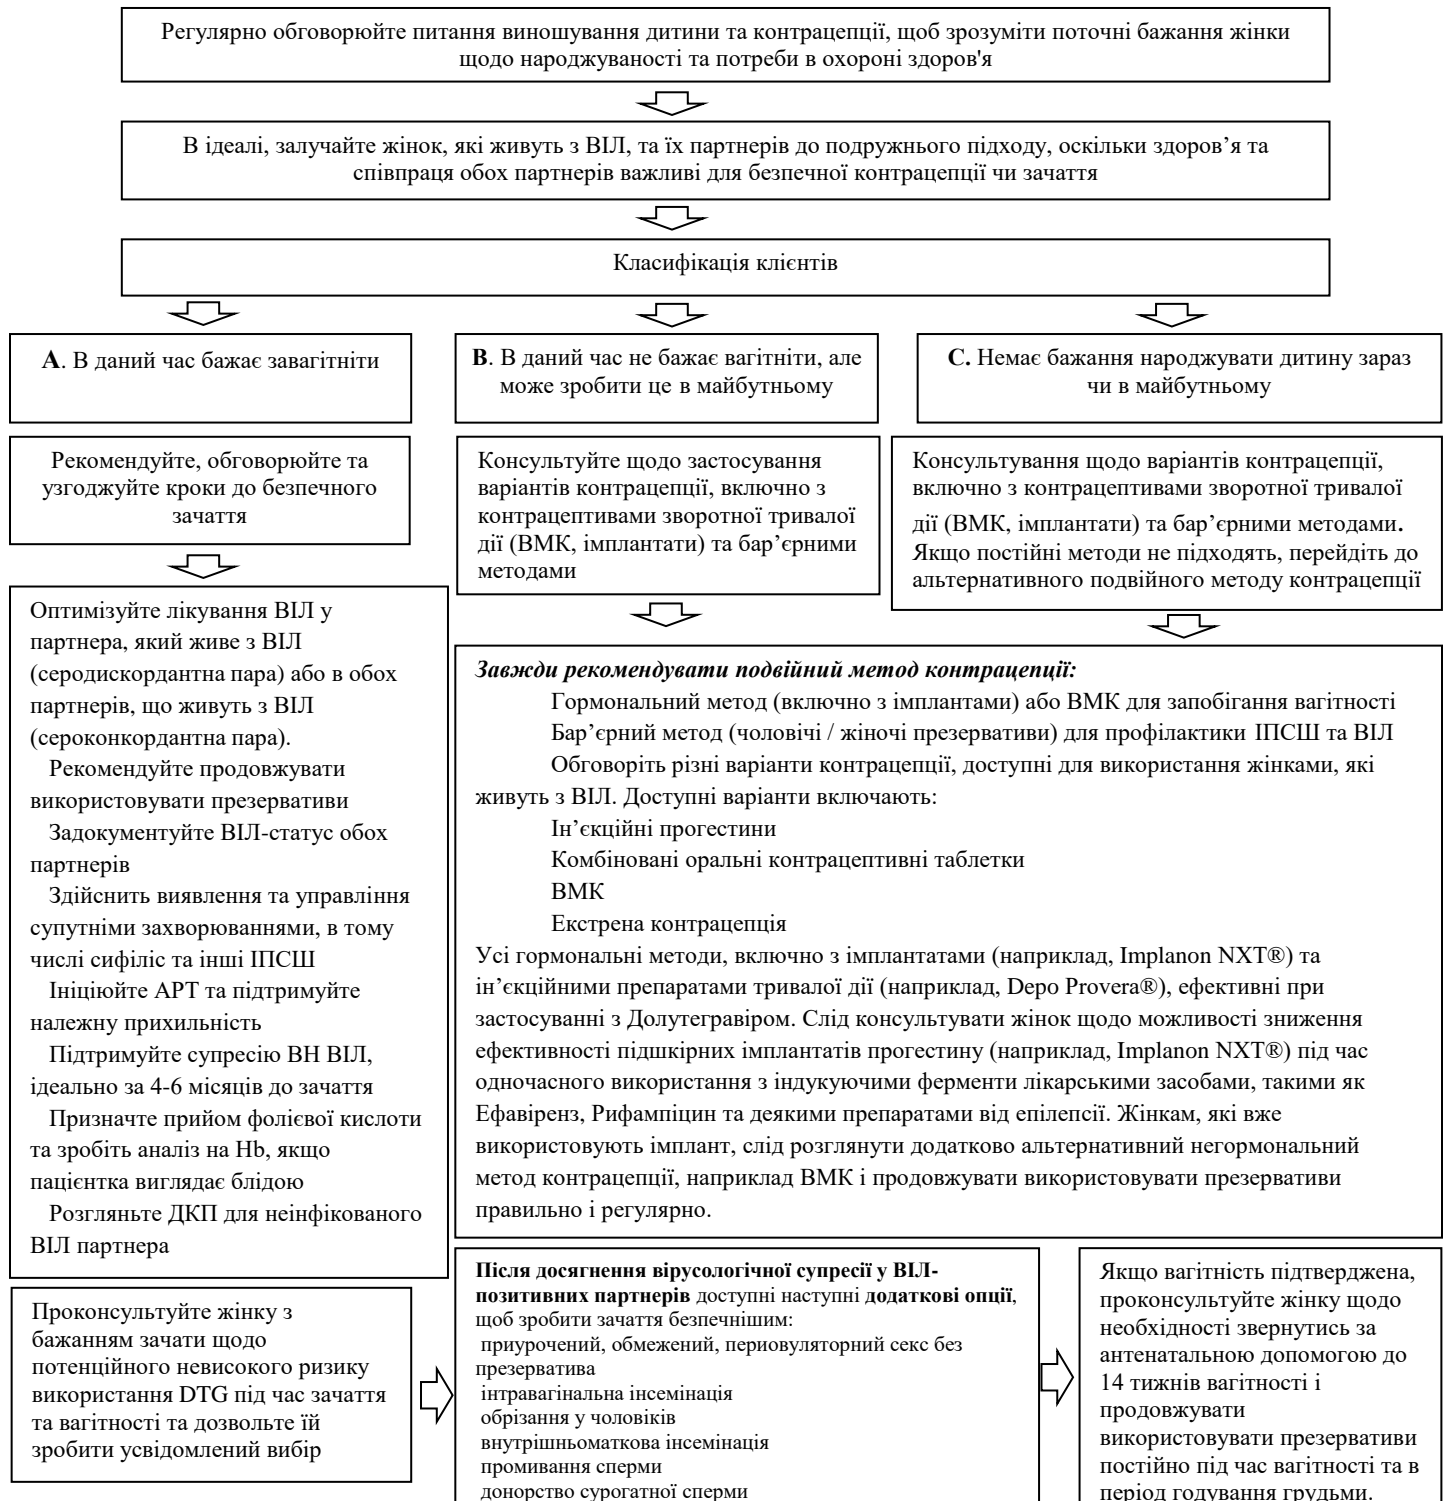 Регулярно обговорюйте питання виношування дитини та контрацепції, щоб зрозуміти поточні бажання жінки
щодо народжуваності та потреби в охороні здоров'я
В ідеалі, залучайте жінок, які живуть з ВІЛ, та їх партнерів до подружнього підходу, оскільки здоров’я та
співпраця обох партнерів важливі для безпечної контрацепції чи зачаття
Класифікація клієнтів
A. В даний час бажає завагітніти
B. В даний час не бажає вагітніти, але
може зробити це в майбутньому
C. Немає бажання народжувати дитину зараз
чи в майбутньому
Рекомендуйте, обговорюйте та
узгоджуйте кроки до безпечного
зачаття
Консультуйте щодо застосування
варіантів контрацепції, включно з
контрацептивами зворотної тривалої
дії (ВМК, імплантати) та бар’єрними
методами
Консультування щодо варіантів контрацепції,
включно з контрацептивами зворотної тривалої
дії (ВМК, імплантати) та бар’єрними методами.
Якщо постійні методи не підходять, перейдіть до
альтернативного подвійного методу контрацепції
Оптимізуйте лікування ВІЛ у
партнера, який живе з ВІЛ
(серодискордантна пара) або в обох
партнерів, що живуть з ВІЛ
(сероконкордантна пара).
Рекомендуйте продовжувати
використовувати презервативи
Задокументуйте ВІЛ-статус обох
партнерів
Здійснить виявлення та управління
супутніми захворюваннями, в тому
числі сифіліс та інші ІПСШ
Ініціюйте АРТ та підтримуйте
належну прихильність
Підтримуйте супресію ВН ВІЛ,
ідеально за 4-6 місяців до зачаття
Призначте прийом фолієвої кислоти
та зробіть аналіз на Hb, якщо
пацієнтка виглядає блідою
Розгляньте ДКП для неінфікованого
ВІЛ партнера
Завжди рекомендувати подвійний метод контрацепції:
Гормональний метод (включно з імплантами) або ВМК для запобігання вагітності
Бар’єрний метод (чоловічі / жіночі презервативи) для профілактики ІПСШ та ВІЛ
Обговоріть різні варіанти контрацепції, доступні для використання жінками, які
живуть з ВІЛ. Доступні варіанти включають:
Ін’єкційні прогестини
Комбіновані оральні контрацептивні таблетки
ВМК
Екстрена контрацепція
Усі гормональні методи, включно з імплантатами (наприклад, Implanon NXT®) та
ін’єкційними препаратами тривалої дії (наприклад, Depo Provera®), ефективні при
застосуванні з Долутегравіром. Слід консультувати жінок щодо можливості зниження
ефективності підшкірних імплантатів прогестину (наприклад, Implanon NXT®) під час
одночасного використання з індукуючими ферменти лікарськими засобами, такими як
Ефавіренз, Рифампіцин та деякими препаратами від епілепсії. Жінкам, які вже
використовують імплант, слід розглянути додатково альтернативний негормональний
метод контрацепції, наприклад ВМК і продовжувати використовувати презервативи
правильно і регулярно.
Проконсультуйте жінку з
бажанням зачати щодо
потенційного невисокого ризику
використання DTG під час зачаття
та вагітності та дозвольте їй
зробити усвідомлений вибір
Після досягнення вірусологічної супресії у ВІЛ-
позитивних партнерів доступні наступні додаткові опції,
щоб зробити зачаття безпечнішим:
приурочений, обмежений, периовуляторний секс без
презерватива
інтравагінальна інсемінація
обрізання у чоловіків
внутрішньоматкова інсемінація
промивання сперми
донорство сурогатної сперми
Якщо вагітність підтверджена,
проконсультуйте жінку щодо
необхідності звернутись за
антенатальною допомогою до
14 тижнів вагітності і
продовжувати
використовувати презервативи
постійно під час вагітності та в
період годування грудьми.